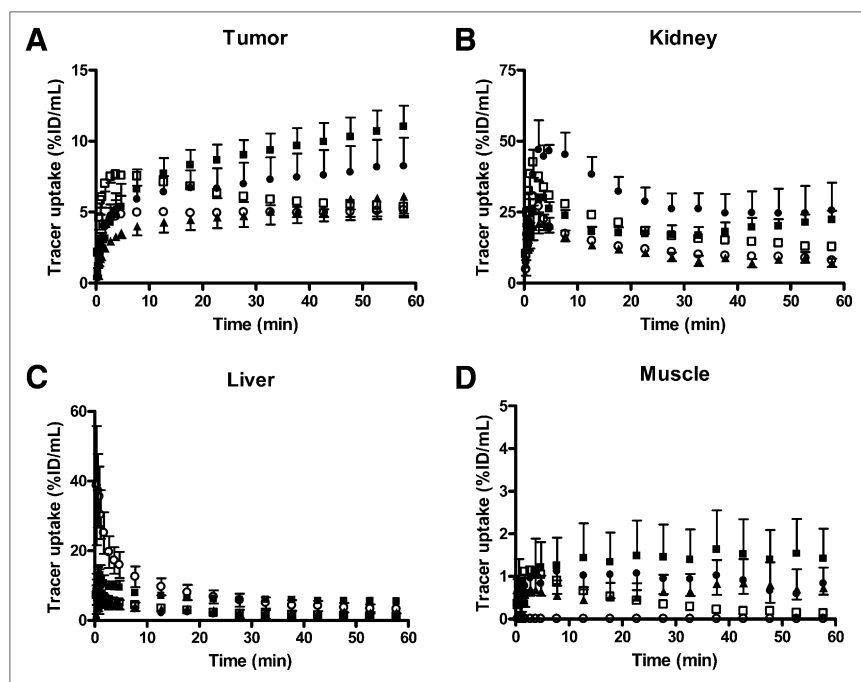 A
Tumor
Tracer uptake (%ID/mL)
15
10
5
0
0 10 20 30 40 50 60
Time (min)
B
Kidney
Tracer uptake (%ID/mL)
75
50
25
0
0 10 20 30 40 50 60
Time (min)
C
Liver
Tracer uptake (%ID/mL)
60
40
20
0
0 10 20 30 40 50 60
Time (min)
D
Muscle
Tracer uptake (%ID/mL)
5
4
3
2
1
0
0 10 20 30 40 50 60
Time (min)